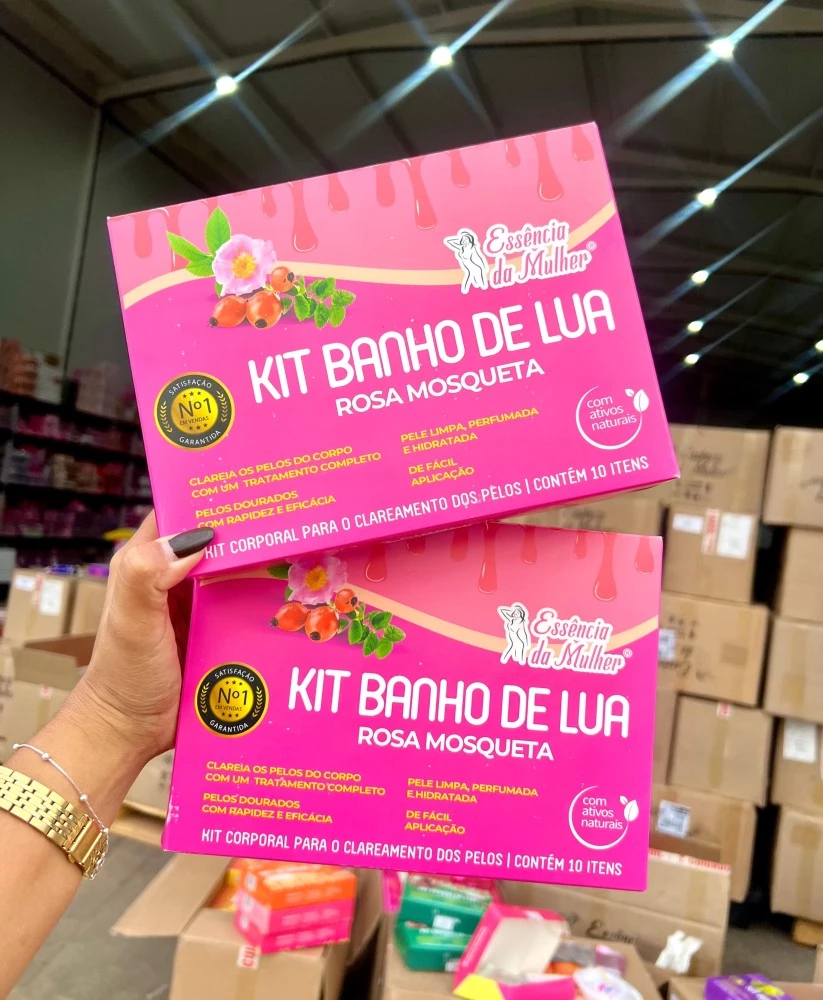 Essência
da Mulher®
KIT BANHO DE LUA
ROSA MOSQUETA
SATISFAÇÃO
Nº1
EM VENDAS
GARANTIDA
com
ativos
naturais
CLAREIA OS PELOS DO CORPO
COM UM TRATAMENTO COMPLETO
PELOS DOURADOS
COM RAPIDEZ E EFICÁCIA
PELE LIMPA, PERFUMADA
E HIDRATADA
DE FÁCIL
APLICAÇÃO
KIT CORPORAL PARA O CLAREAMENTO DOS PELOS | CONTÉM 10 ITENS
Essência
da Mulher®
KIT BANHO DE LUA
ROSA MOSQUETA
SATISFAÇÃO
Nº1
EM VENDAS
GARANTIDA
CLAREIA OS PELOS DO CORPO
COM UM TRATAMENTO COMPLETO
PELOS DOURADOS
COM RAPIDEZ E EFICÁCIA
PELE LIMPA, PERFUMADA
E HIDRATADA
DE FÁCIL
APLICAÇÃO
com
ativos
naturais
KIT CORPORAL PARA O CLAREAMENTO DOS PELOS | CONTÉM 10 ITENS